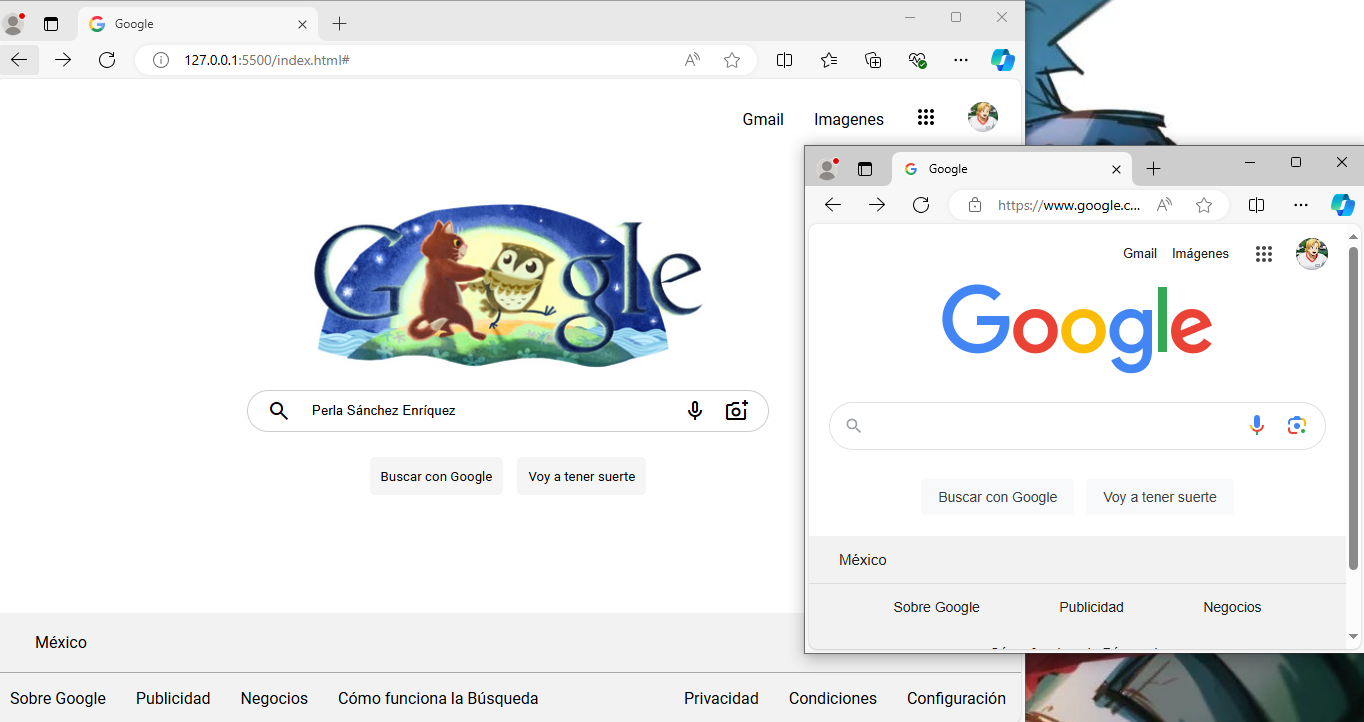 Google
127.0.0.1:5500/index.html#
Gmail Imagenes
Google
Perla Sánchez Enríquez
Buscar con Google Voy a tener suerte
México
Sobre Google Publicidad Negocios Cómo funciona la Búsqueda Privacidad Condiciones Configuración
Google
https://www.google.c...
Gmail Imágenes
Google
Buscar con Google Voy a tener suerte
México
Sobre Google Publicidad Negocios